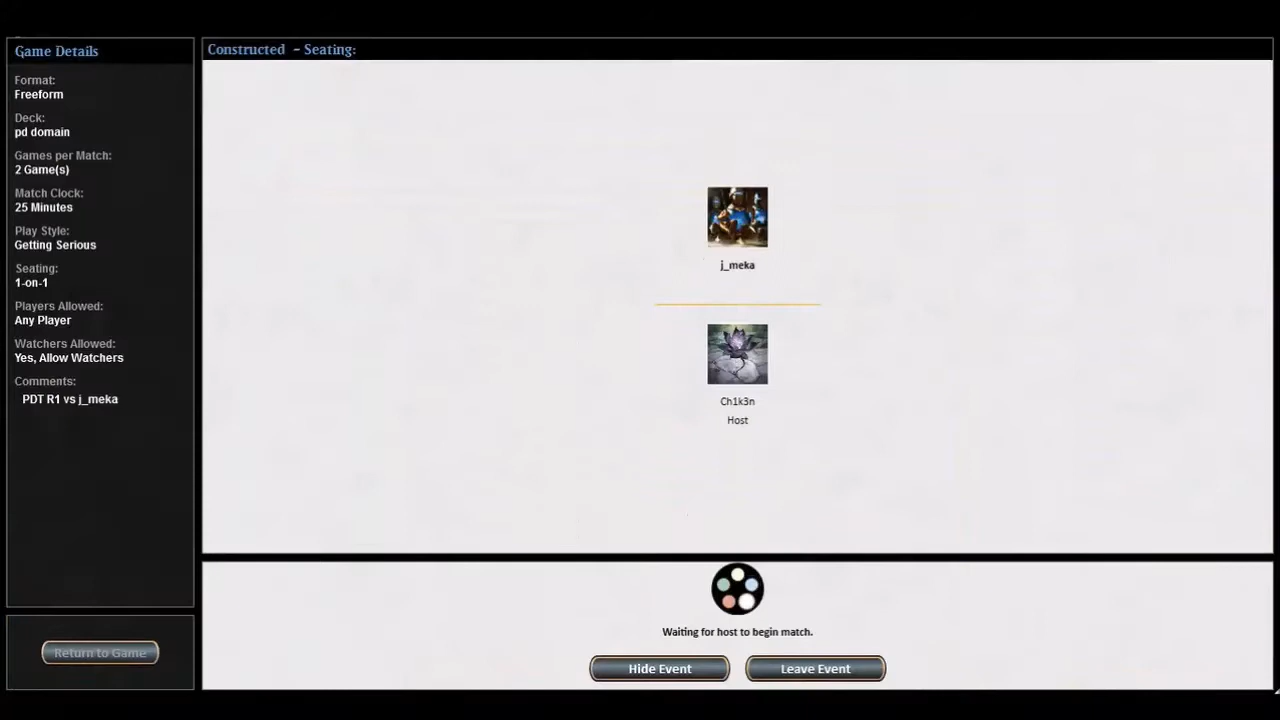 Game Details
Format:
Freeform
Deck:
pd domain
Games per Match:
2 Game(s)
Match Clock:
25 Minutes
Play Style:
Getting Serious
Seating:
1-on-1
Players Allowed:
Any Player
Watchers Allowed:
Yes, Allow Watchers
Comments:
PDT R1 vs j_meka
Return to Game
Constructed - Seating:
j_meka
Ch1k3n
Host
Waiting for host to begin match.
Hide Event Leave Event